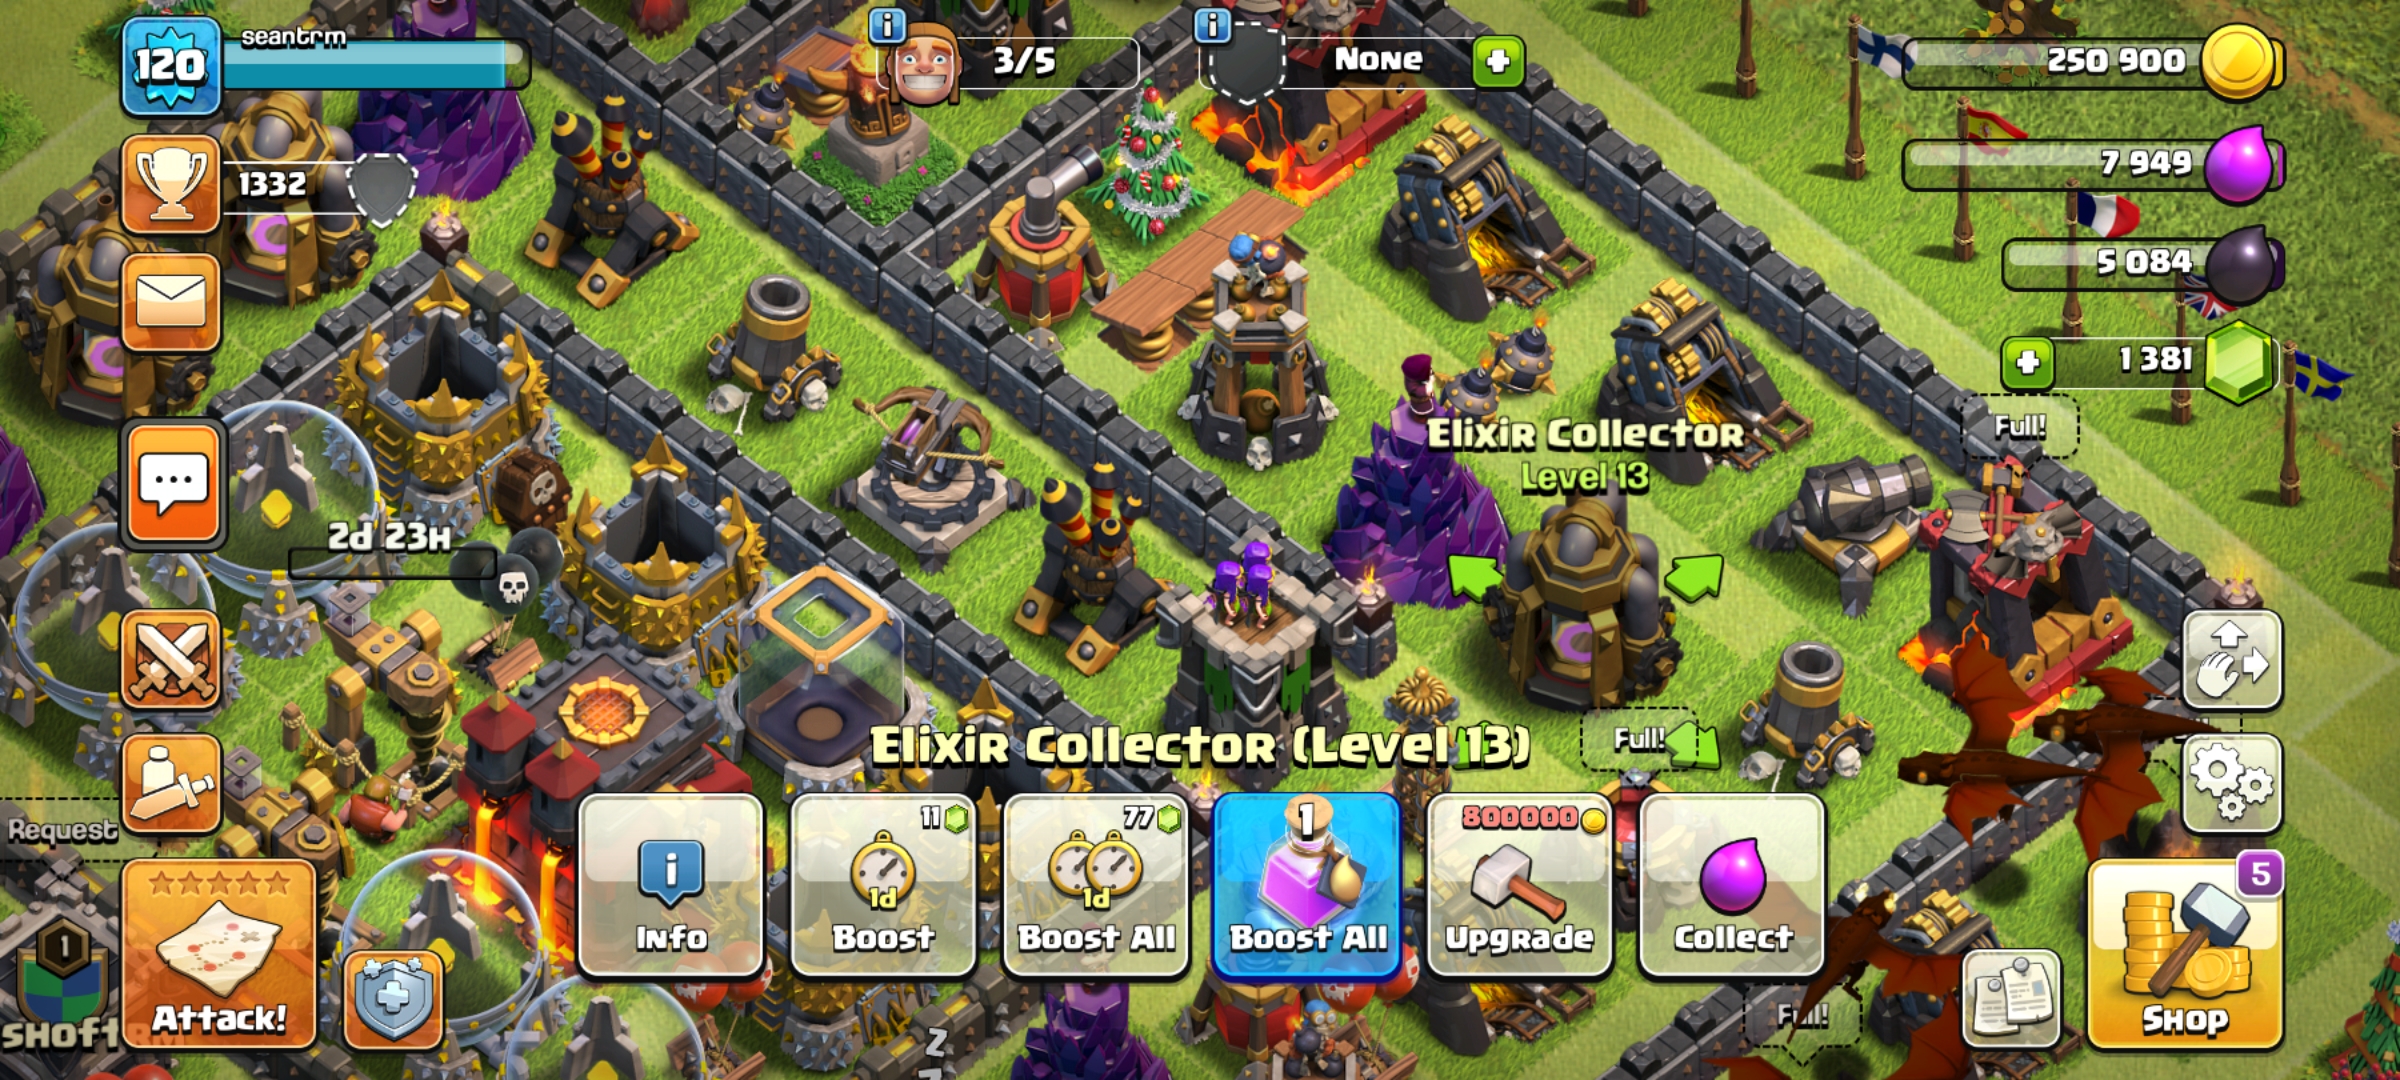 120
seantrm
3/5
None
250 900
1332
7 949
5 084
1 381
Full!
Elixir Collector
Level 13
2d 23H
Full!
Elixir Collector (Level 13)
Request
11
77
1
800000
1d
1d
Info
Boost
Boost All
Boost All
Upgrade
Collect
5
1
Attack!
Shop
Full!
Z